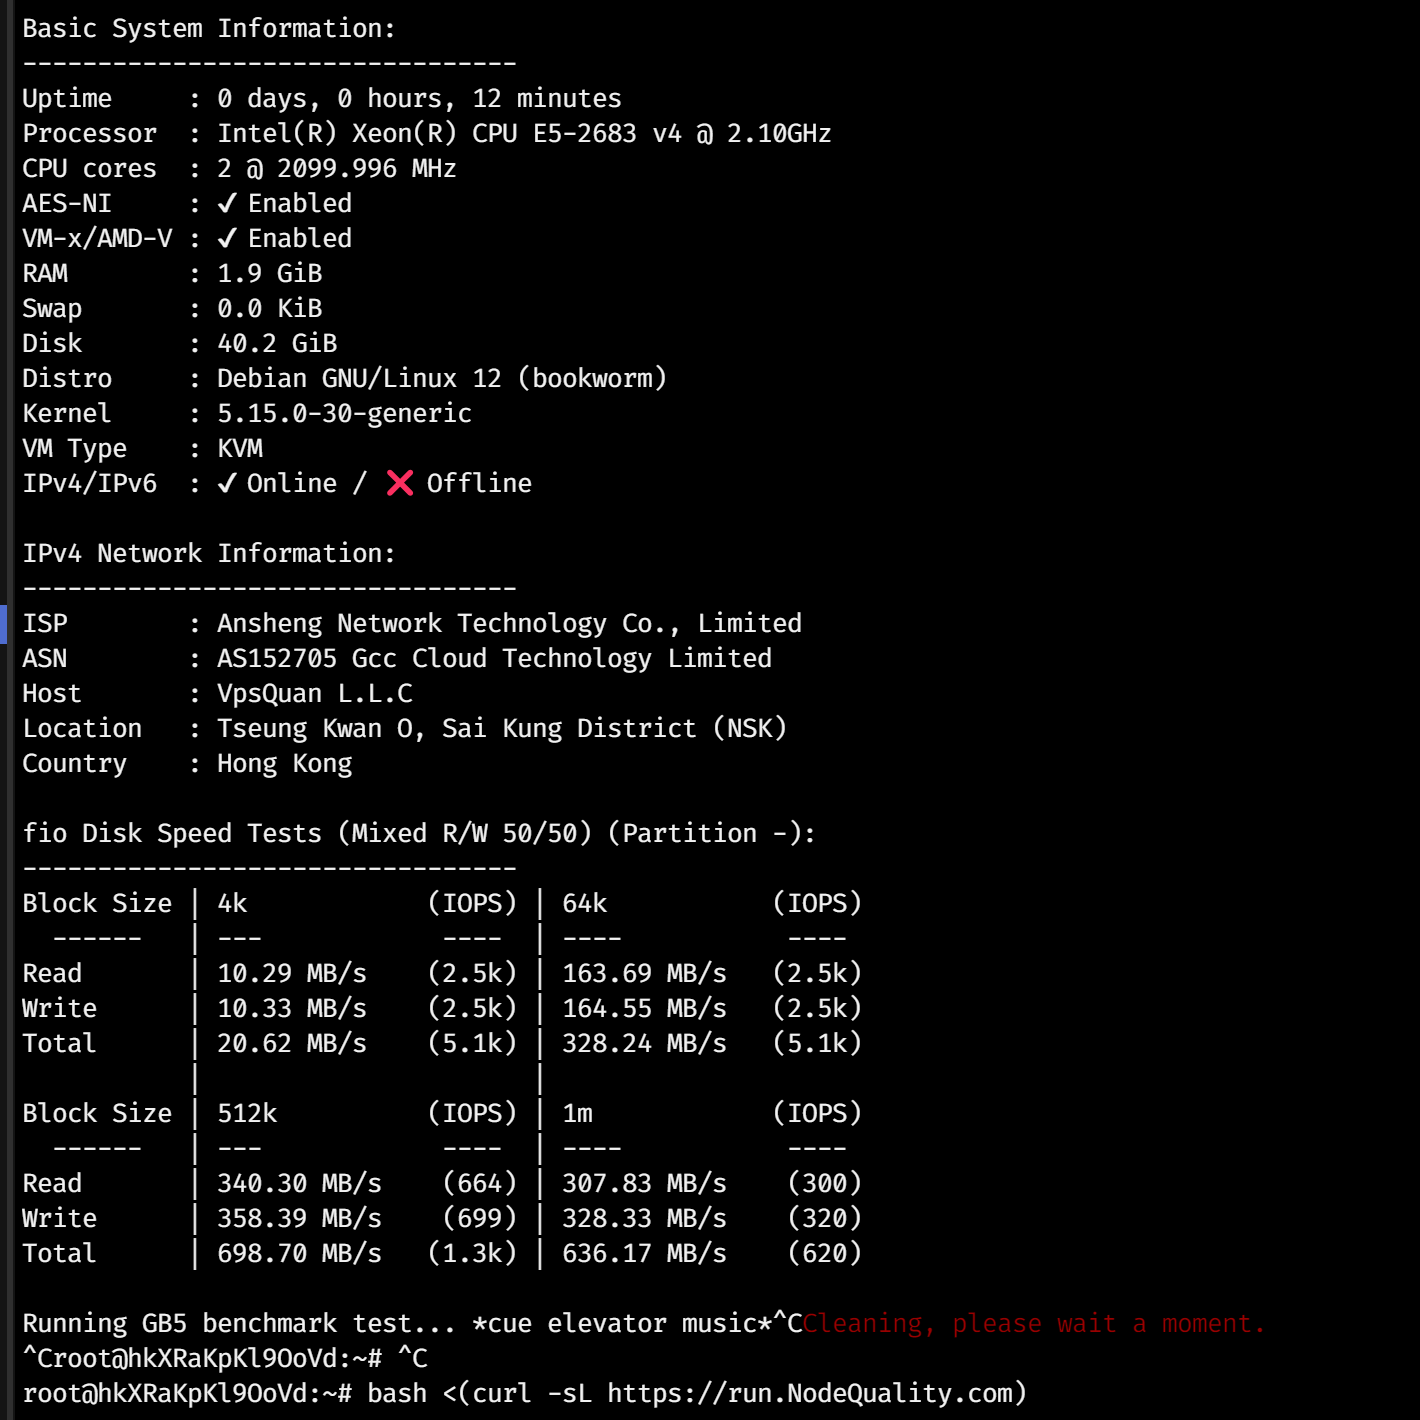 Basic System Information:
---------------------------------
Uptime     : 0 days, 0 hours, 12 minutes
Processor  : Intel(R) Xeon(R) CPU E5-2683 v4 @ 2.10GHz
CPU cores  : 2 @ 2099.996 MHz
AES-NI     : ✔ Enabled
VM-x/AMD-V : ✔ Enabled
RAM        : 1.9 GiB
Swap       : 0.0 KiB
Disk       : 40.2 GiB
Distro     : Debian GNU/Linux 12 (bookworm)
Kernel     : 5.15.0-30-generic
VM Type    : KVM
IPv4/IPv6  : ✔ Online / ❌ Offline

IPv4 Network Information:
---------------------------------
ISP        : Ansheng Network Technology Co., Limited
ASN        : AS152705 Gcc Cloud Technology Limited
Host       : VpsQuan L.L.C
Location   : Tseung Kwan O, Sai Kung District (NSK)
Country    : Hong Kong

fio Disk Speed Tests (Mixed R/W 50/50) (Partition -):
---------------------------------
Block Size | 4k            (IOPS) | 64k           (IOPS)
  ------   | ---            ----  | ----           ----
Read       | 10.29 MB/s    (2.5k) | 163.69 MB/s   (2.5k)
Write      | 10.33 MB/s    (2.5k) | 164.55 MB/s   (2.5k)
Total      | 20.62 MB/s    (5.1k) | 328.24 MB/s   (5.1k)
           |                      |
Block Size | 512k          (IOPS) | 1m            (IOPS)
  ------   | ---            ----  | ----           ----
Read       | 340.30 MB/s    (664) | 307.83 MB/s    (300)
Write      | 358.39 MB/s    (699) | 328.33 MB/s    (320)
Total      | 698.70 MB/s   (1.3k) | 636.17 MB/s    (620)

Running GB5 benchmark test... *cue elevator music*^CCleaning, please wait a moment.
^Croot@hkXRaKpKl9OoVd:~# ^C
root@hkXRaKpKl9OoVd:~# bash <(curl -sL https://run.NodeQuality.com)